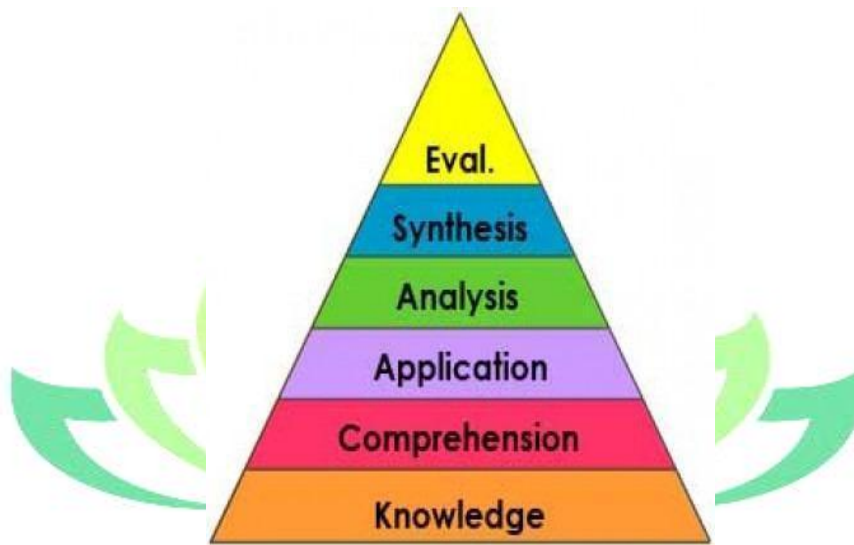 Eval.
Synthesis
Analysis
Application
Comprehension
Knowledge